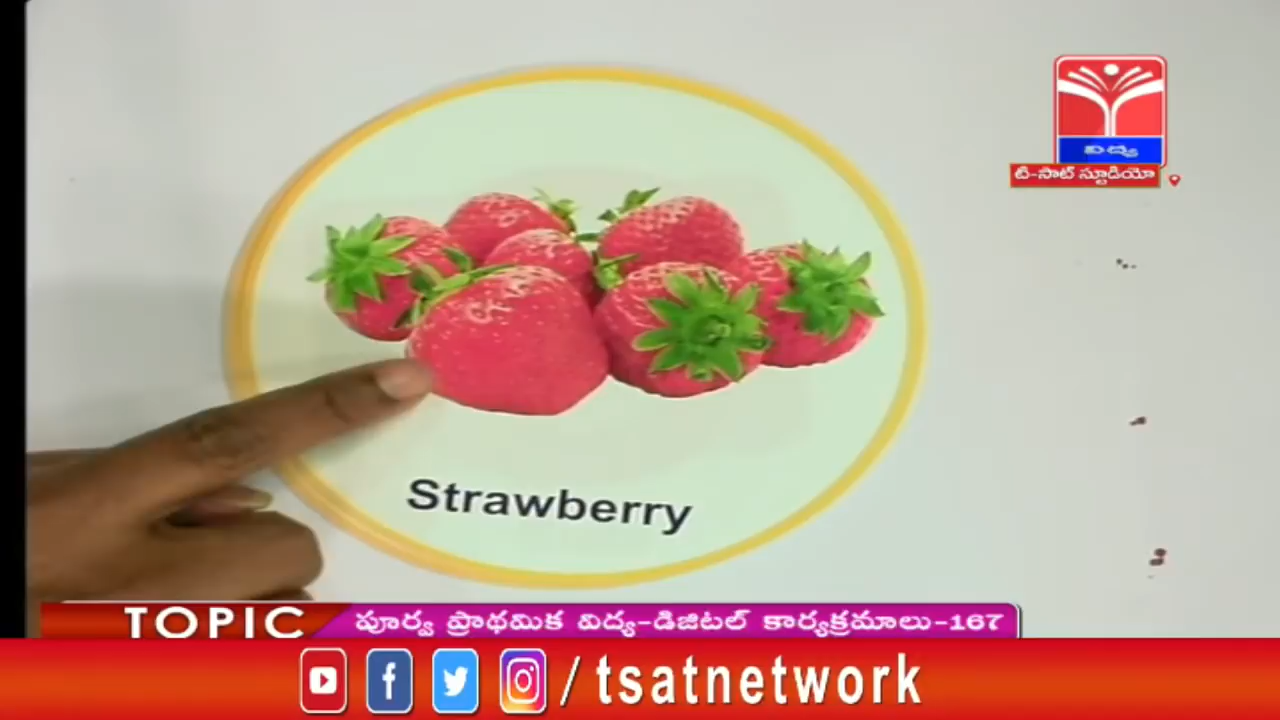 విద్య
టి-సాట్ స్టూడియో
Strawberry
TOPIC పూర్వ ప్రాథమిక విద్య-డిజిటల్ కార్యక్రమాలు-167
/ tsatnetwork